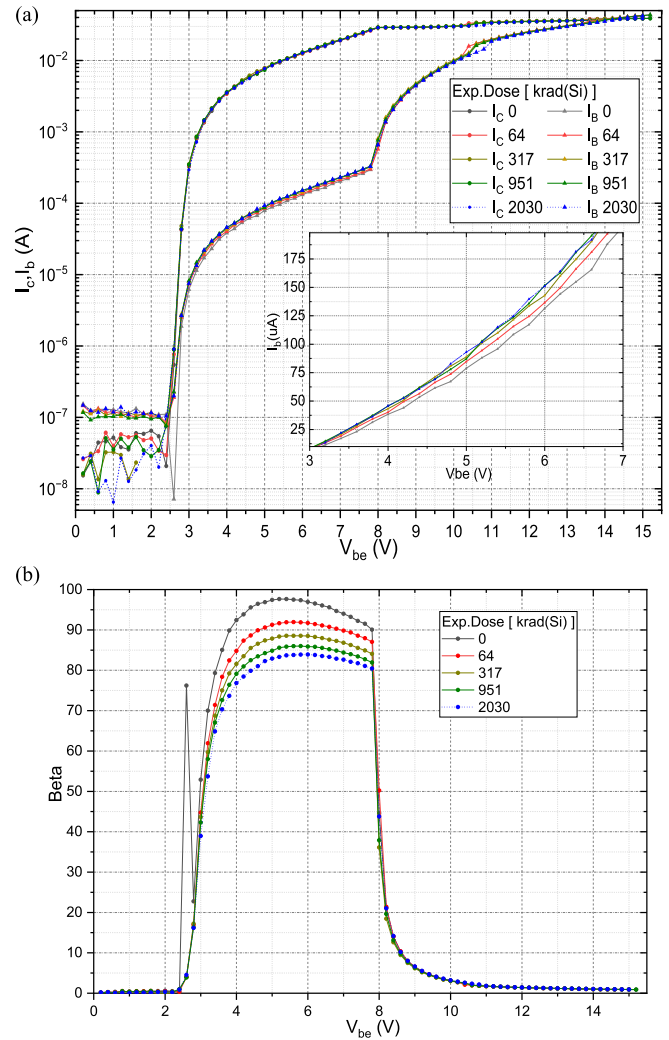 (a)
10⁻²
10⁻³
10⁻⁴
10⁻⁵
10⁻⁶
10⁻⁷
10⁻⁸
I_c,I_b (A)
Exp.Dose [ krad(Si) ]
I_C 0 I_B 0
I_C 64 I_B 64
I_C 317 I_B 317
I_C 951 I_B 951
I_C 2030 I_B 2030
175
150
125
100
75
50
25
I_b(uA)
3 4 5 6 7
Vbe (V)
0 1 2 3 4 5 6 7 8 9 10 11 12 13 14 15
V_be (V)
(b)
100
90
80
70
60
50
40
30
20
10
0
Beta
Exp.Dose [ krad(Si) ]
0
64
317
951
2030
0 2 4 6 8 10 12 14
V_be (V)